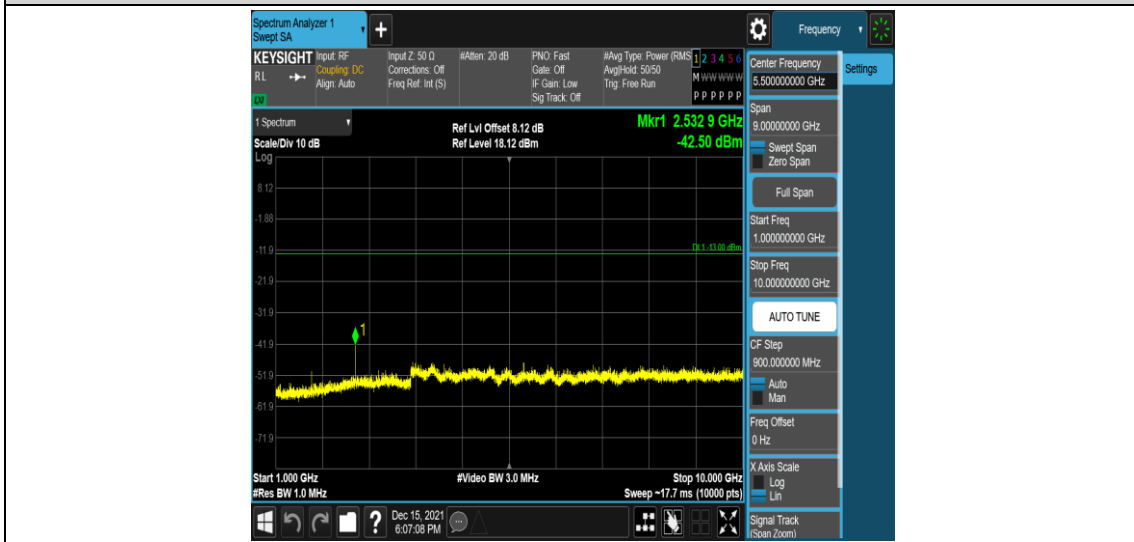 Spectrum Analyzer 1
Swept SA
Frequency
KEYSIGHT
RL
Input: RF
Coupling: DC
Align: Auto
Input Z: 50 Ω
Corrections: Off
Freq Ref: Int (S)
#Atten: 20 dB
PNO: Fast
Gate: Off
IF Gain: Low
Sig Track: Off
#Avg Type: Power (RMS
Avg|Hold: 50/50
Trig: Free Run
1 2 3 4 5 6
M W W W W W
P P P P P P
1 Spectrum
Scale/Div 10 dB
Log
Ref Lvl Offset 8.12 dB
Ref Level 18.12 dBm
Mkr1 2.532 9 GHz
-42.50 dBm
8.12
-1.88
-11.9
DL1 -13.00 dBm
-21.9
-31.9
1
-41.9
-51.9
-61.9
-71.9
Start 1.000 GHz
#Res BW 1.0 MHz
#Video BW 3.0 MHz
Stop 10.000 GHz
Sweep ~17.7 ms (10000 pts)
Center Frequency
5.500000000 GHz
Settings
Span
9.00000000 GHz
Swept Span
Zero Span
Full Span
Start Freq
1.000000000 GHz
Stop Freq
10.000000000 GHz
AUTO TUNE
CF Step
900.000000 MHz
Auto
Man
Freq Offset
0 Hz
X Axis Scale
Log
Lin
Signal Track
(Span Zoom)
Dec 15, 2021
6:07:08 PM